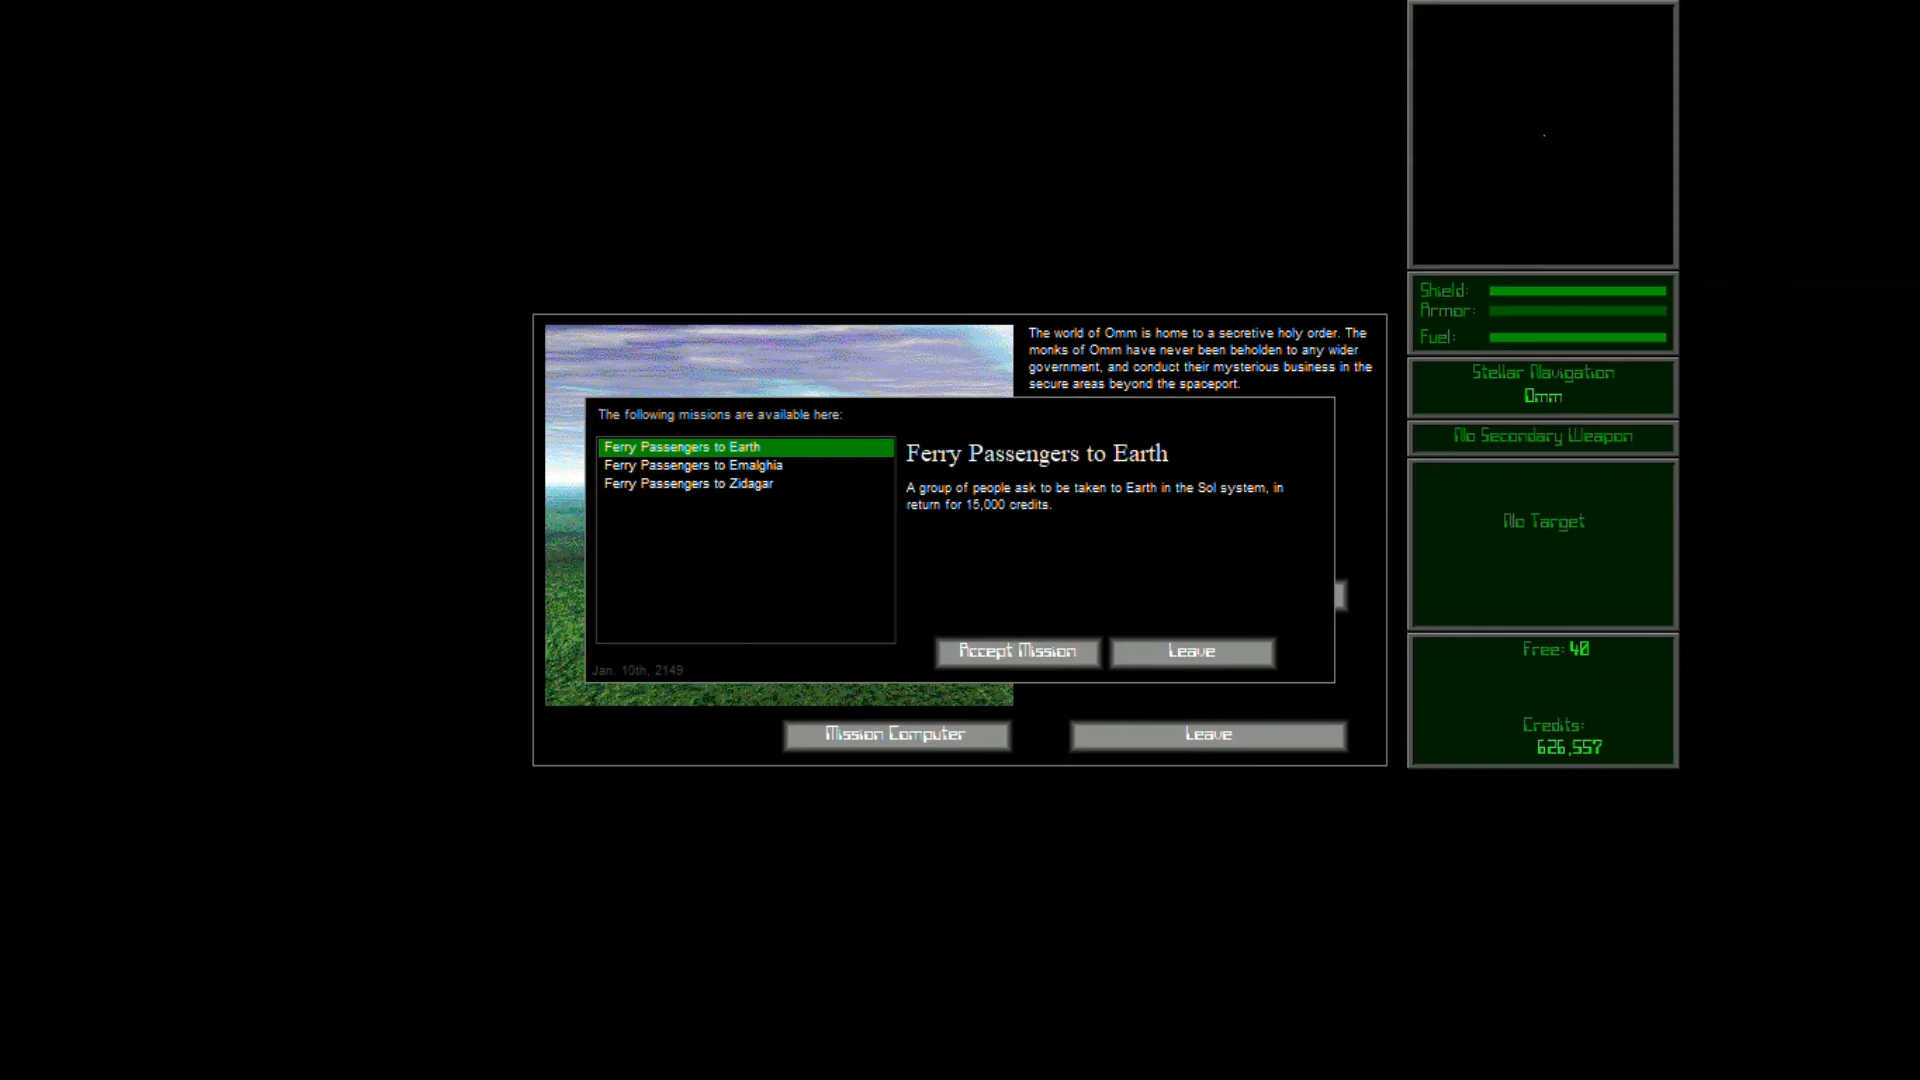 The world of Omm is home to a secretive holy order. The
monks of Omm have never been beholden to any wider
government, and conduct their mysterious business in the
secure areas beyond the spaceport.
The following missions are available here:
Ferry Passengers to Earth
Ferry Passengers to Emalghia
Ferry Passengers to Zidagar
Ferry Passengers to Earth
A group of people ask to be taken to Earth in the Sol system, in
return for 15,000 credits.
Accept Mission
Leave
Jan. 10th, 2149
Mission Computer
Leave
Shield:
Armor:
Fuel:
Stellar Navigation
Omm
No Secondary Weapon
No Target
Free: 40
Credits:
626,557